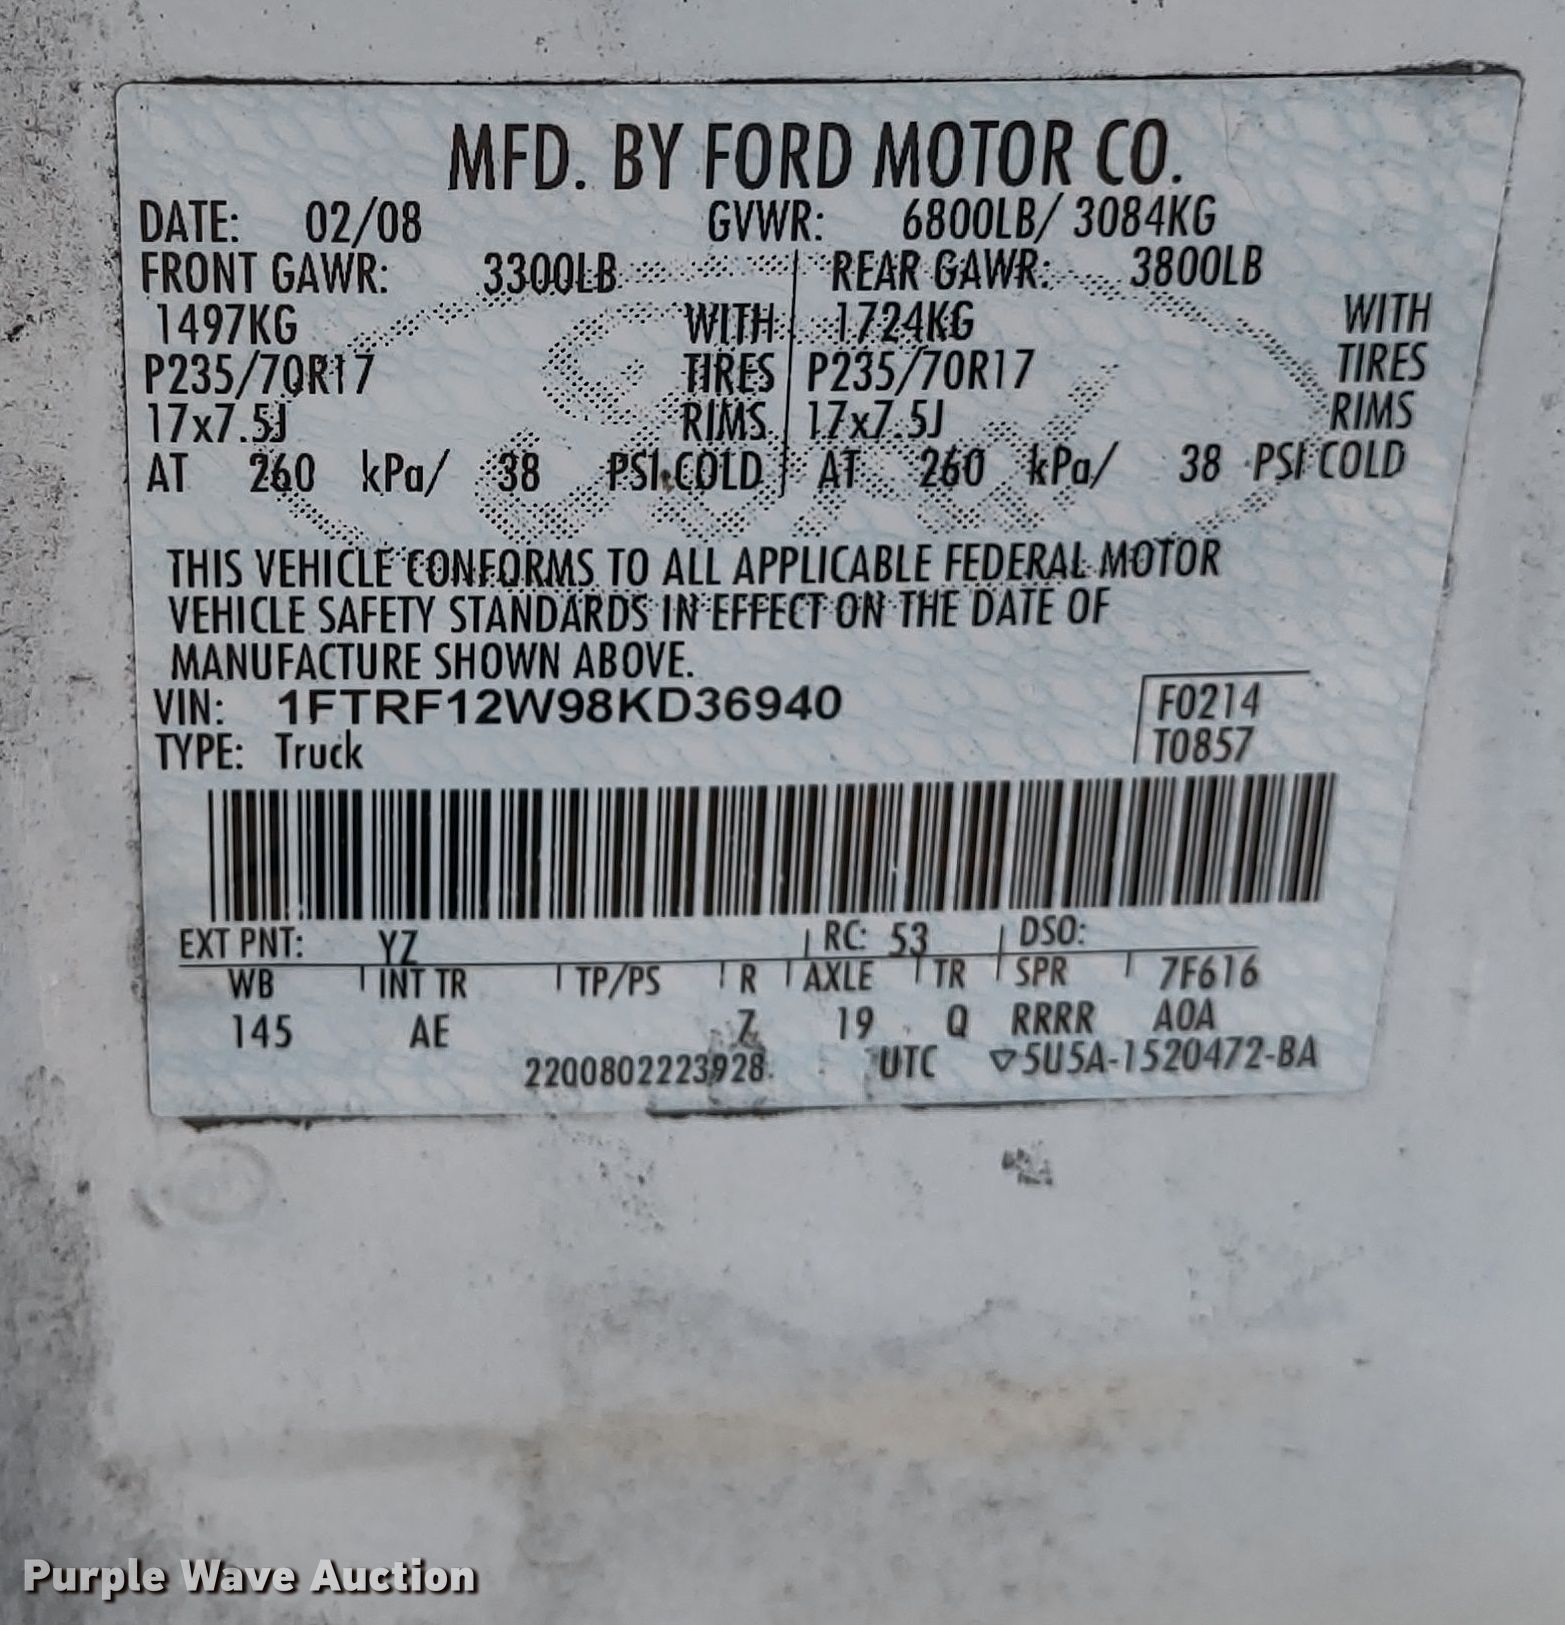 MFD. BY FORD MOTOR CO.
DATE: 02/08 GVWR: 6800LB/ 3084KG
FRONT GAWR: 3300LB REAR GAWR: 3800LB
1497KG WITH 1724KG WITH
P235/70R17 TIRES P235/70R17 TIRES
17x7.5J RIMS 17x7.5J RIMS
AT 260 kPa/ 38 PSI COLD AT 260 kPa/ 38 PSI COLD
THIS VEHICLE CONFORMS TO ALL APPLICABLE FEDERAL MOTOR
VEHICLE SAFETY STANDARDS IN EFFECT ON THE DATE OF
MANUFACTURE SHOWN ABOVE.
VIN: 1FTRF12W98KD36940 F0214
TYPE: Truck T0857
EXT PNT: YZ RC: 53 DSO:
WB INT TR TP/PS R AXLE TR SPR 7F616
145 AE 7 19 Q RRRR A0A
2200802223928 UTC ▽5U5A-1520472-BA
Purple Wave Auction